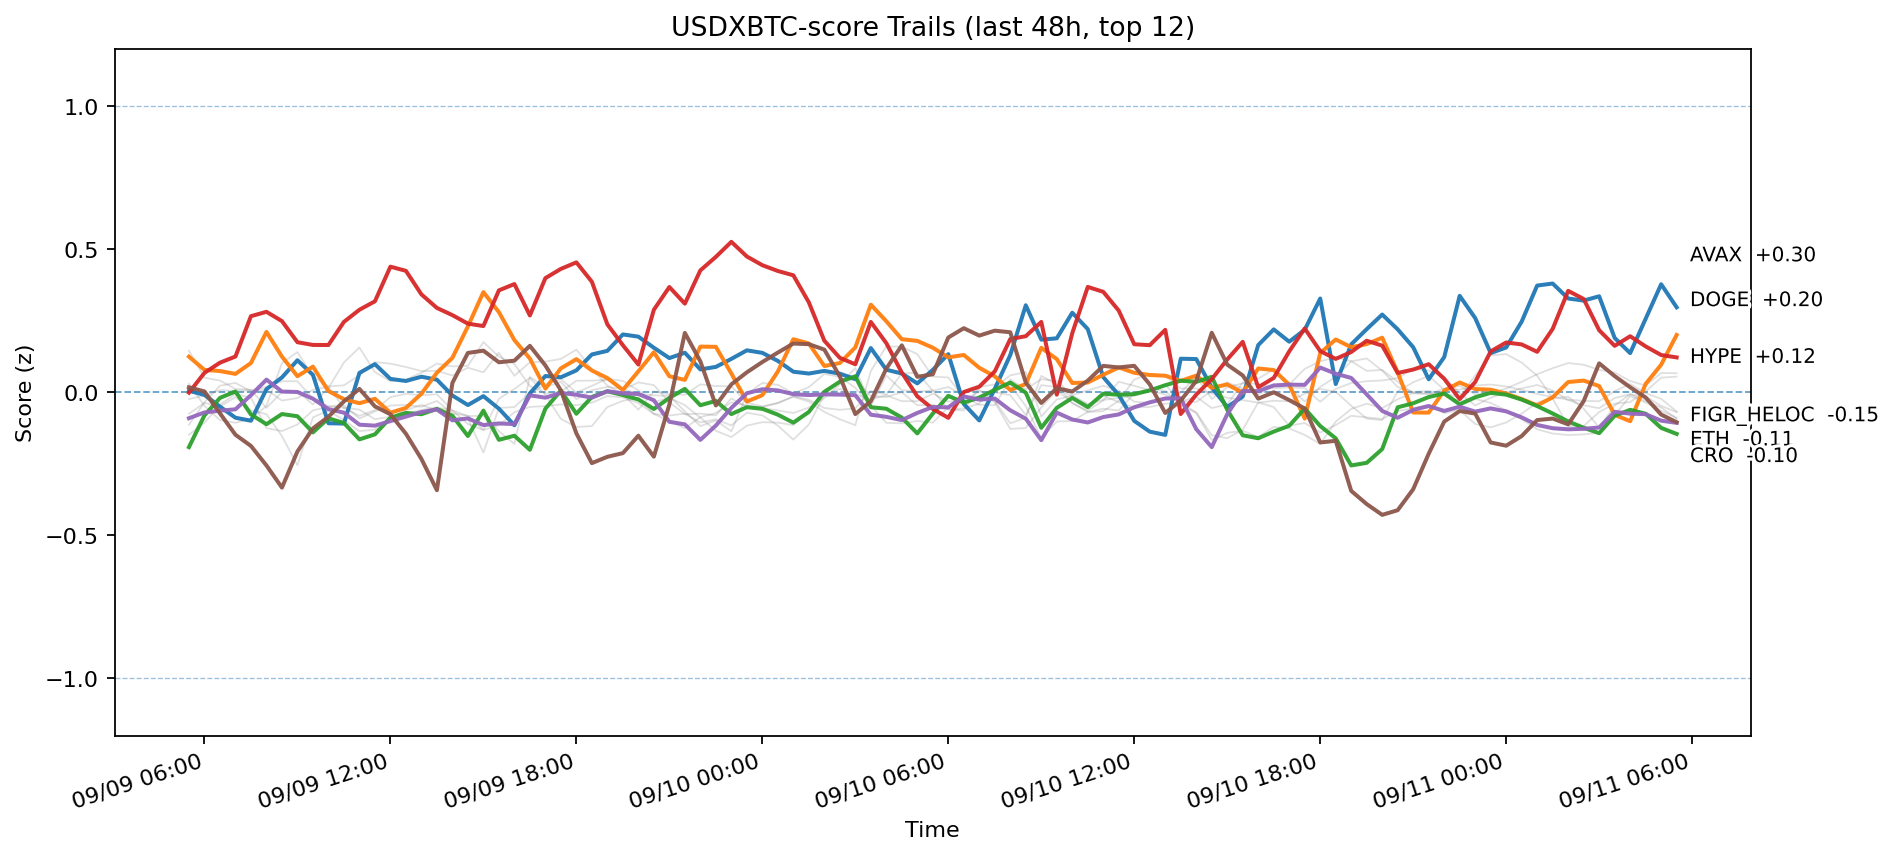 USDXBTC-score Trails (last 48h, top 12)
1.0
0.5
0.0
−0.5
−1.0
Score (z)
AVAX +0.30
DOGE +0.20
HYPE +0.12
FIGR_HELOC -0.15
ETH -0.11
CRO -0.10
09/09 06:00
09/09 12:00
09/09 18:00
09/10 00:00
09/10 06:00
09/10 12:00
09/10 18:00
09/11 00:00
09/11 06:00
Time